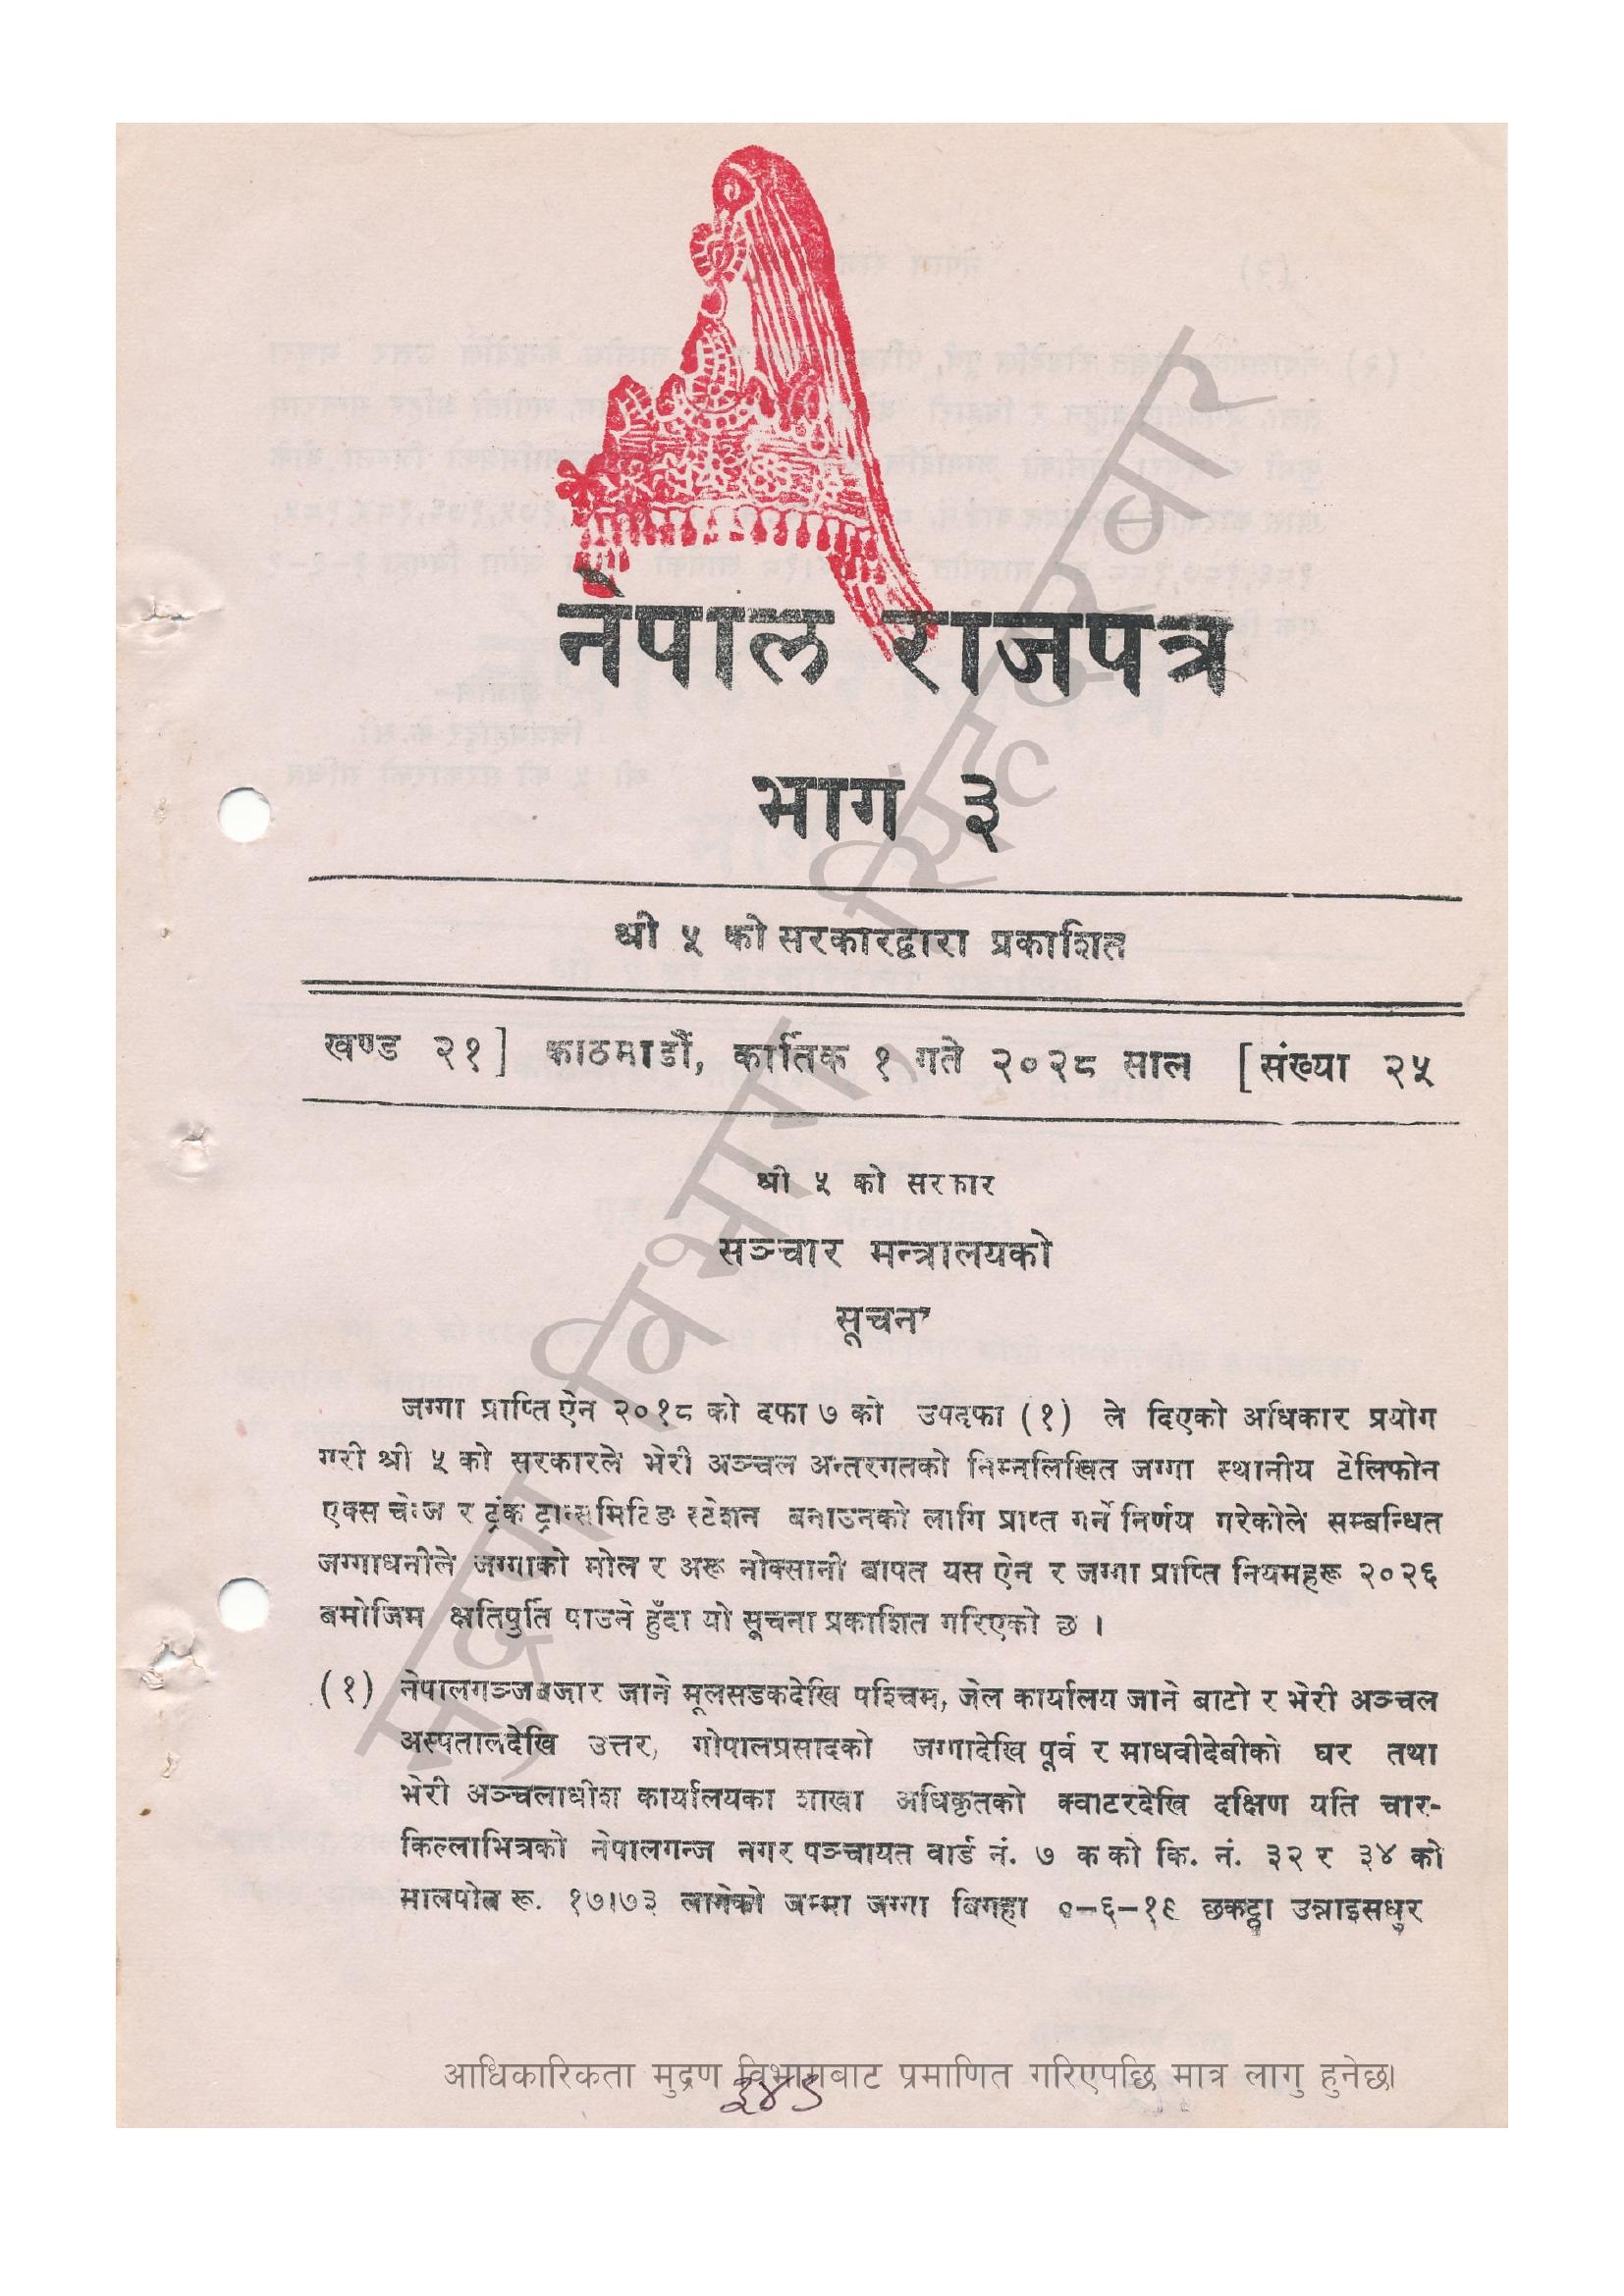 नेपाल राजपत्र
भाग ३
श्री ५ को सरकारद्वारा प्रकाशित
खण्ड २१] काठमाडौं, कार्तिक १ गते २०२८ साल [संख्या २५
श्री ५ को सरकार
सञ्चार मन्त्रालयको
सूचना
जग्गा प्राप्ति ऐन २०१८ को दफा ७ को उपदफा (१) ले दिएको अधिकार प्रयोग
गरी श्री ५ को सरकारले भेरी अञ्चल अन्तरगतको निम्नलिखित जग्गा स्थानीय टेलिफोन
एक्सचेन्ज र ट्रंक ट्रान्समिटिङ स्टेशन बनाउनको लागि प्राप्त गर्ने निर्णय गरेकोले सम्बन्धित
जग्गाधनीले जग्गाको मोल र अरू नोक्सानी बापत यस ऐन र जग्गा प्राप्ति नियमहरू २०२६
बमोजिम क्षतिपुर्ति पाउने हुँदा यो सूचना प्रकाशित गरिएको छ ।
(१) नेपालगञ्जबजार जाने मूलसडकदेखि पश्चिम, जेल कार्यालय जाने बाटो र भेरी अञ्चल
अस्पतालदेखि उत्तर, गोपालप्रसादको जग्गादेखि पूर्व र माधवीदेबीको घर तथा
भेरी अञ्चलाधीश कार्यालयका शाखा अधिकृतको क्वाटरदेखि दक्षिण यति चार-
किल्लाभित्रको नेपालगन्ज नगर पञ्चायत वार्ड नं. ७ क को कि. नं. ३२ र ३४ को
मालपोत रू. १७।७३ लागेको जम्मा जग्गा बिगहा ०–६–१९ छकट्ठा उन्नाइसधुर
मुद्रण विभाग, सिंहदरबार
आधिकारिकता मुद्रण विभागबाट प्रमाणित गरिएपछि मात्र लागु हुनेछ।